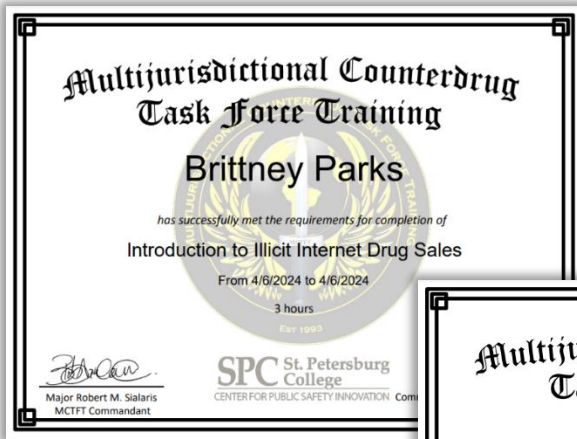 Multijurisdictional Counterdrug
Task Force Training
Brittney Parks
has successfully met the requirements for completion of
Introduction to Illicit Internet Drug Sales
From 4/6/2024 to 4/6/2024
3 hours
Est 1993
Major Robert M. Sialaris
MCTFT Commandant
SPC St. Petersburg
College
CENTER FOR PUBLIC SAFETY INNOVATION